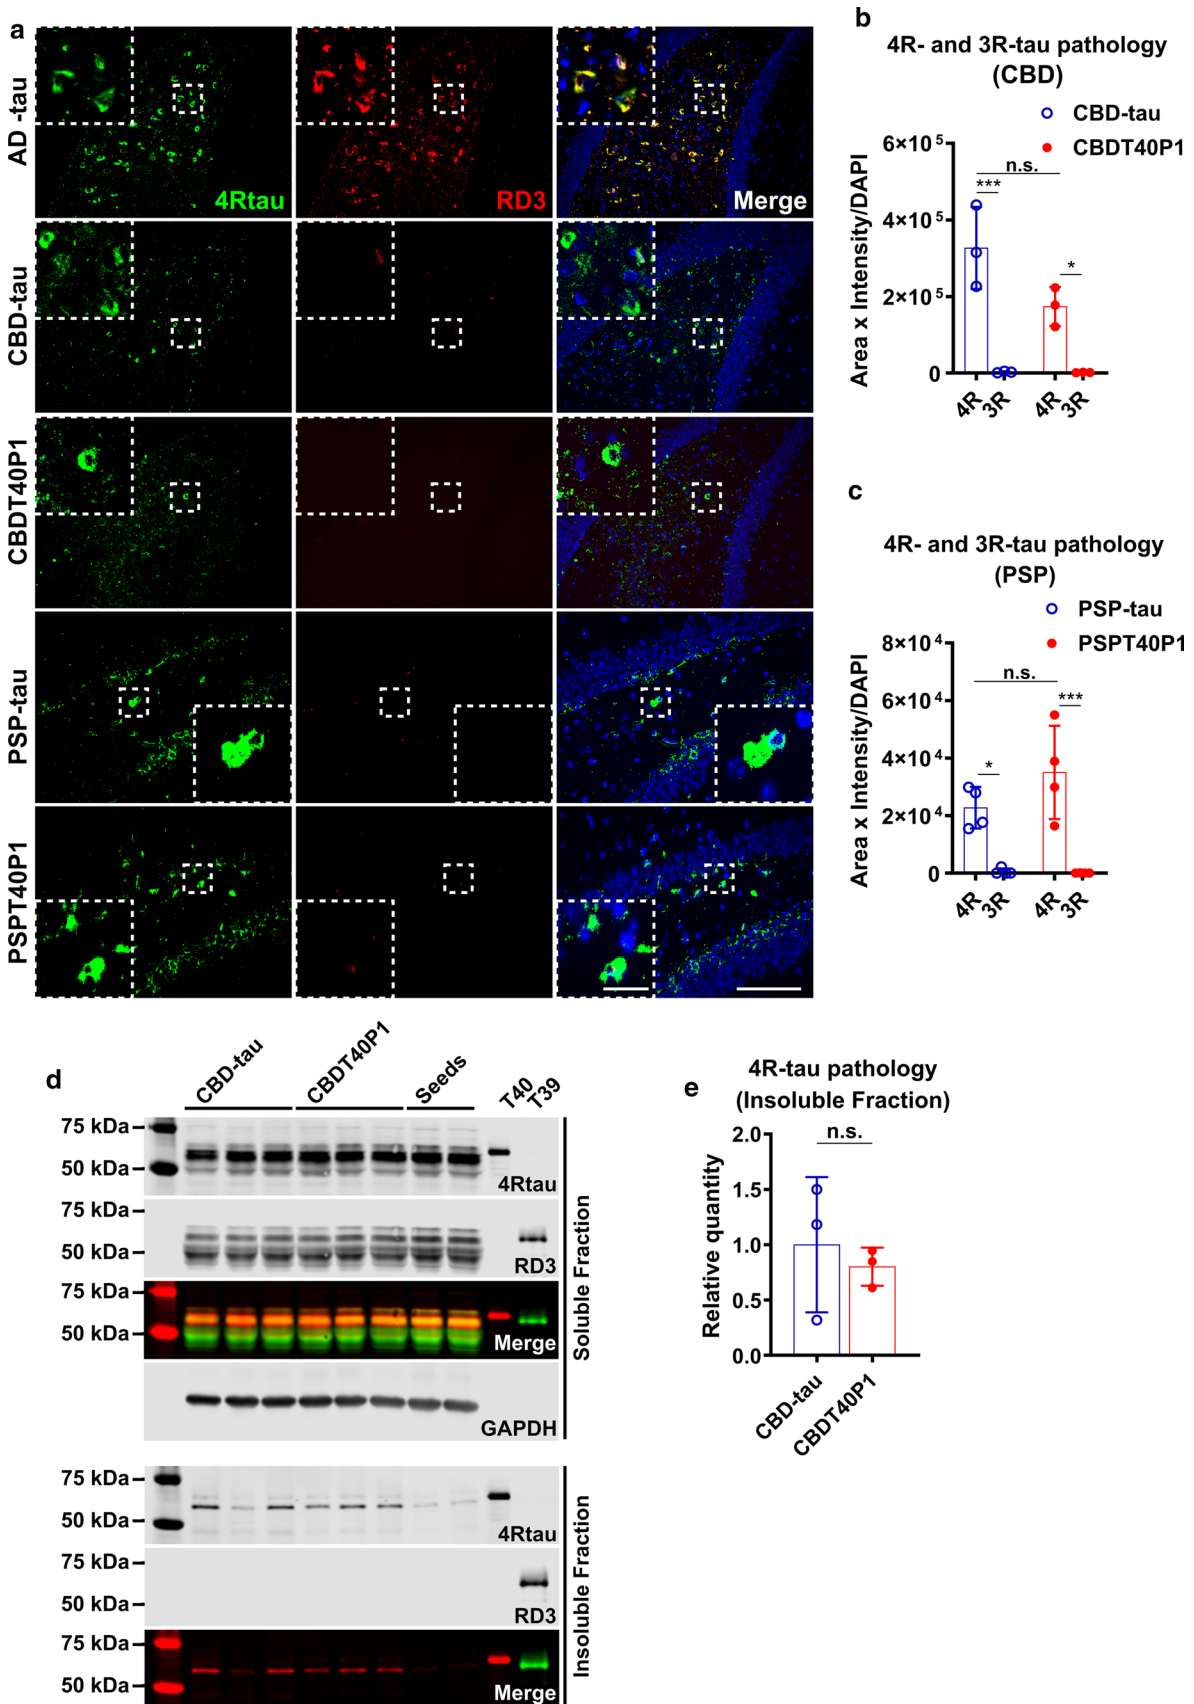 a
AD -tau
4Rtau
RD3
Merge
CBD-tau
CBDT40P1
PSP-tau
PSPT40P1
b
4R- and 3R-tau pathology
(CBD)
CBD-tau
CBDT40P1
Area x Intensity/DAPI
6×10⁵
4×10⁵
2×10⁵
0
n.s.
***
*
4R
3R
4R
3R
c
4R- and 3R-tau pathology
(PSP)
PSP-tau
PSPT40P1
Area x Intensity/DAPI
8×10⁴
6×10⁴
4×10⁴
2×10⁴
0
n.s.
***
*
4R
3R
4R
3R
d
CBD-tau
CBDT40P1
Seeds
T40
T39
75 kDa
50 kDa
4Rtau
75 kDa
50 kDa
RD3
75 kDa
50 kDa
Merge
GAPDH
Soluble Fraction
75 kDa
50 kDa
4Rtau
75 kDa
50 kDa
RD3
75 kDa
50 kDa
Merge
Insoluble Fraction
e
4R-tau pathology
(Insoluble Fraction)
Relative quantity
2.0
1.5
1.0
0.5
0.0
n.s.
CBD-tau
CBDT40P1